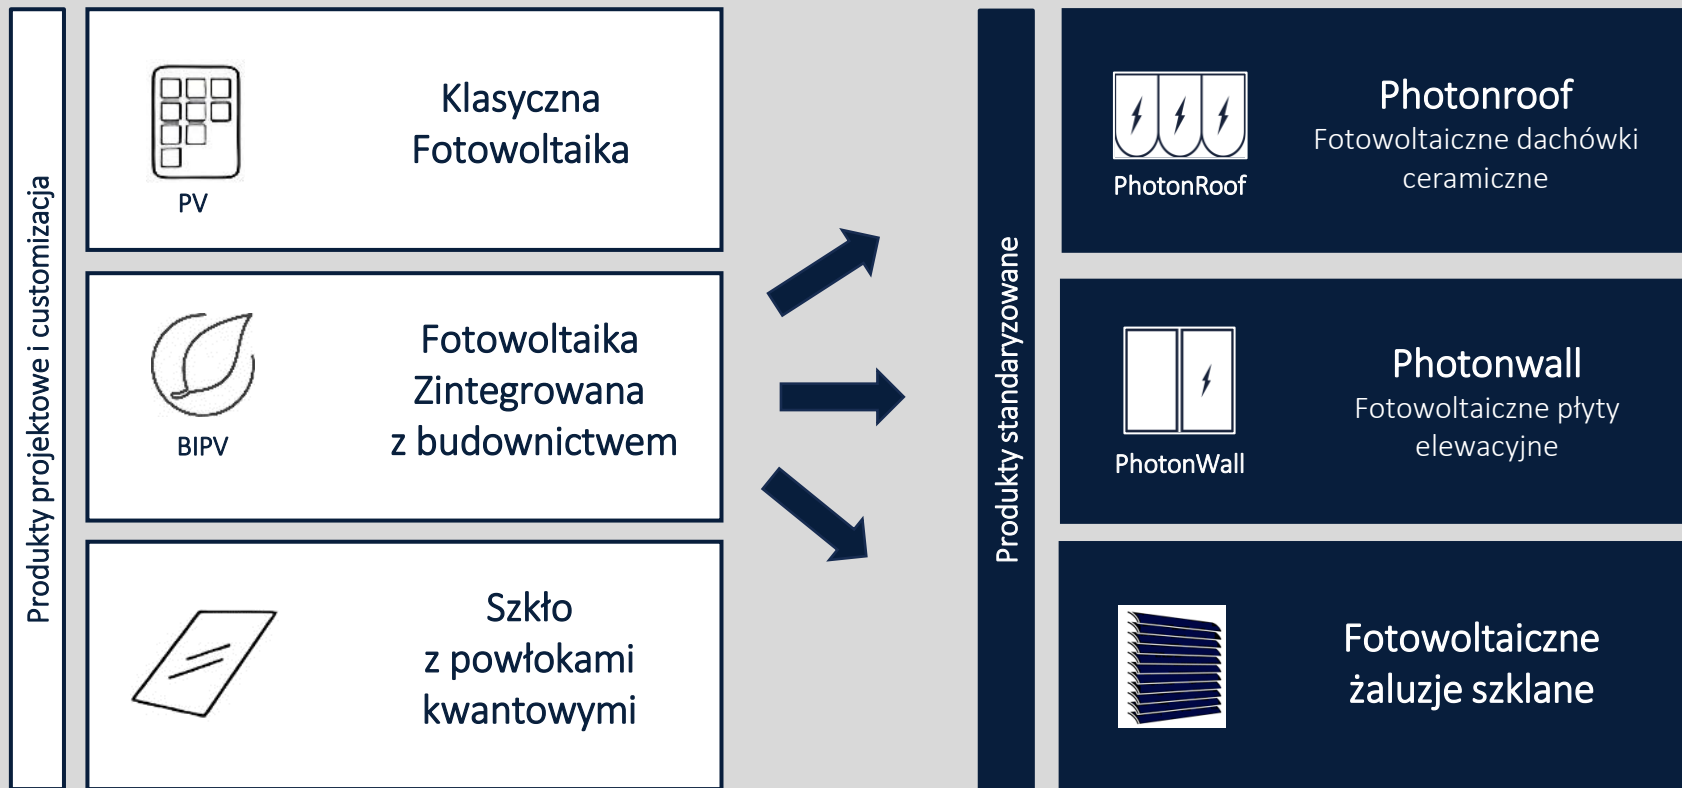 Produkty projektowe i customizacja
PV
Klasyczna
Fotowoltaika
BIPV
Fotowoltaika
Zintegrowana
z budownictwem
Szkło
z powłokami
kwantowymi
Produkty standaryzowane
PhotonRoof
Photonroof
Fotowoltaiczne dachówki
ceramiczne
PhotonWall
Photonwall
Fotowoltaiczne płyty
elewacyjne
Fotowoltaiczne
żaluzje szklane